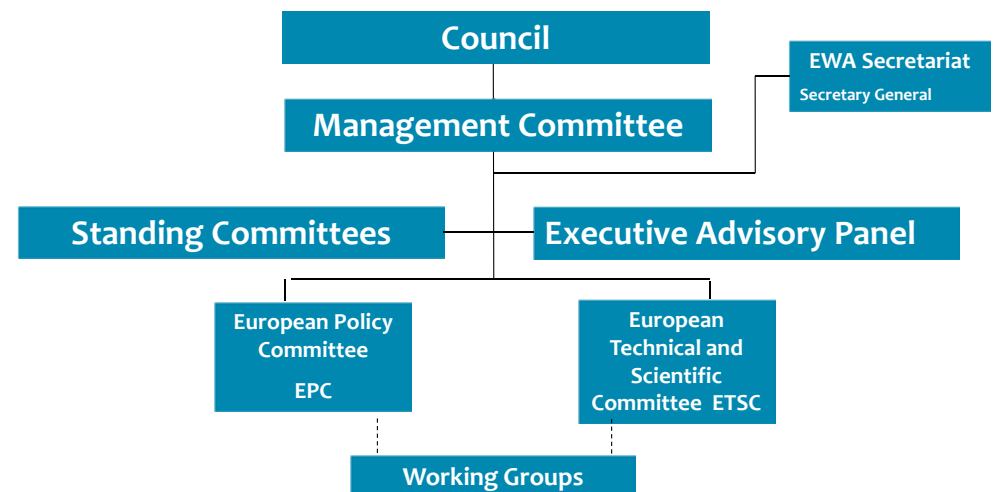 Council
EWA Secretariat
Secretary General
Management Committee
Standing Committees
Executive Advisory Panel
European Policy
Committee
EPC
European
Technical and
Scientific
Committee ETSC
Working Groups